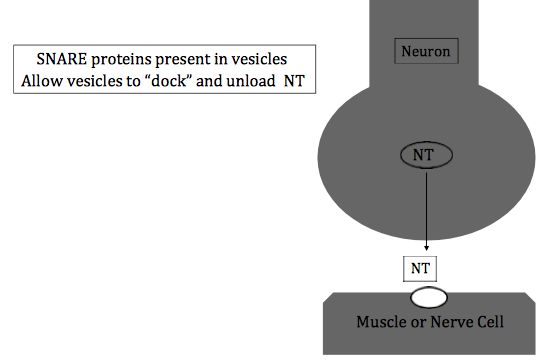 SNARE proteins present in vesicles
Allow vesicles to “dock” and unload  NT
Neuron
NT
NT
Muscle or Nerve Cell